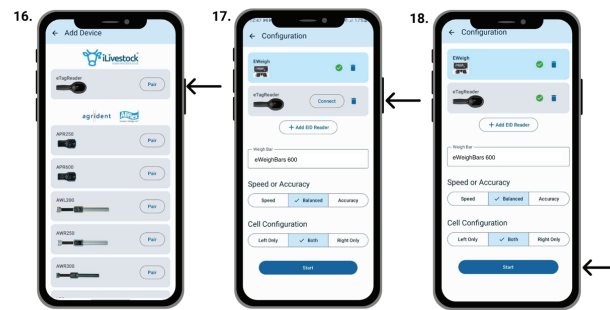 16.
← Add Device
iLivestock
eTagReader
Pair
agrident
APR250
Pair
APR600
Pair
AWL200
Pair
AWR250
Pair
AWR300
Pair
17.
← Configuration
EWeigh
eTagReader
Connect
+ Add EID Reader
Weigh Bar
eWeighBars 600
Speed or Accuracy
Speed ✓ Balanced Accuracy
Cell Configuration
Left Only ✓ Both Right Only
Start
18.
← Configuration
EWeigh
eTagReader
+ Add EID Reader
Weigh Bar
eWeighBars 600
Speed or Accuracy
Speed ✓ Balanced Accuracy
Cell Configuration
Left Only ✓ Both Right Only
Start